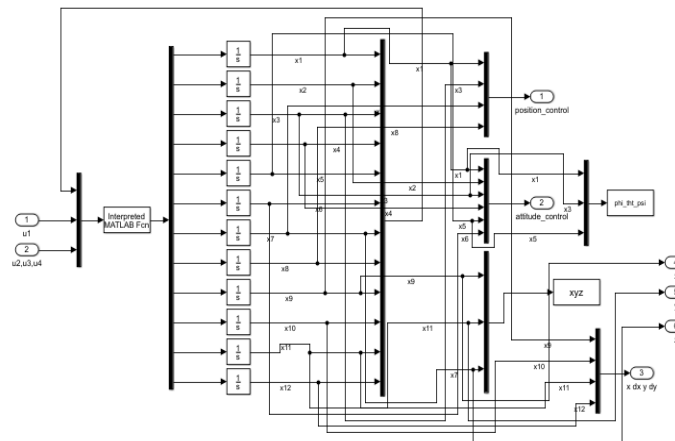 1
u1
2
u2,u3,u4
Interpreted
MATLAB Fcn
1
s
1
s
1
s
1
s
1
s
1
s
1
s
1
s
1
s
1
s
1
s
1
s
x1
x2
x3
x4
x5
x6
x7
x8
x9
x10
x11
x12
x1
x3
x8
1
position_control
x1
x2
3
x4
x5
x6
2
attitude_control
x1
x3
x5
phi_tht_psi
x9
x11
x7
xyz
x9
x10
x11
x12
3
x dx y dy